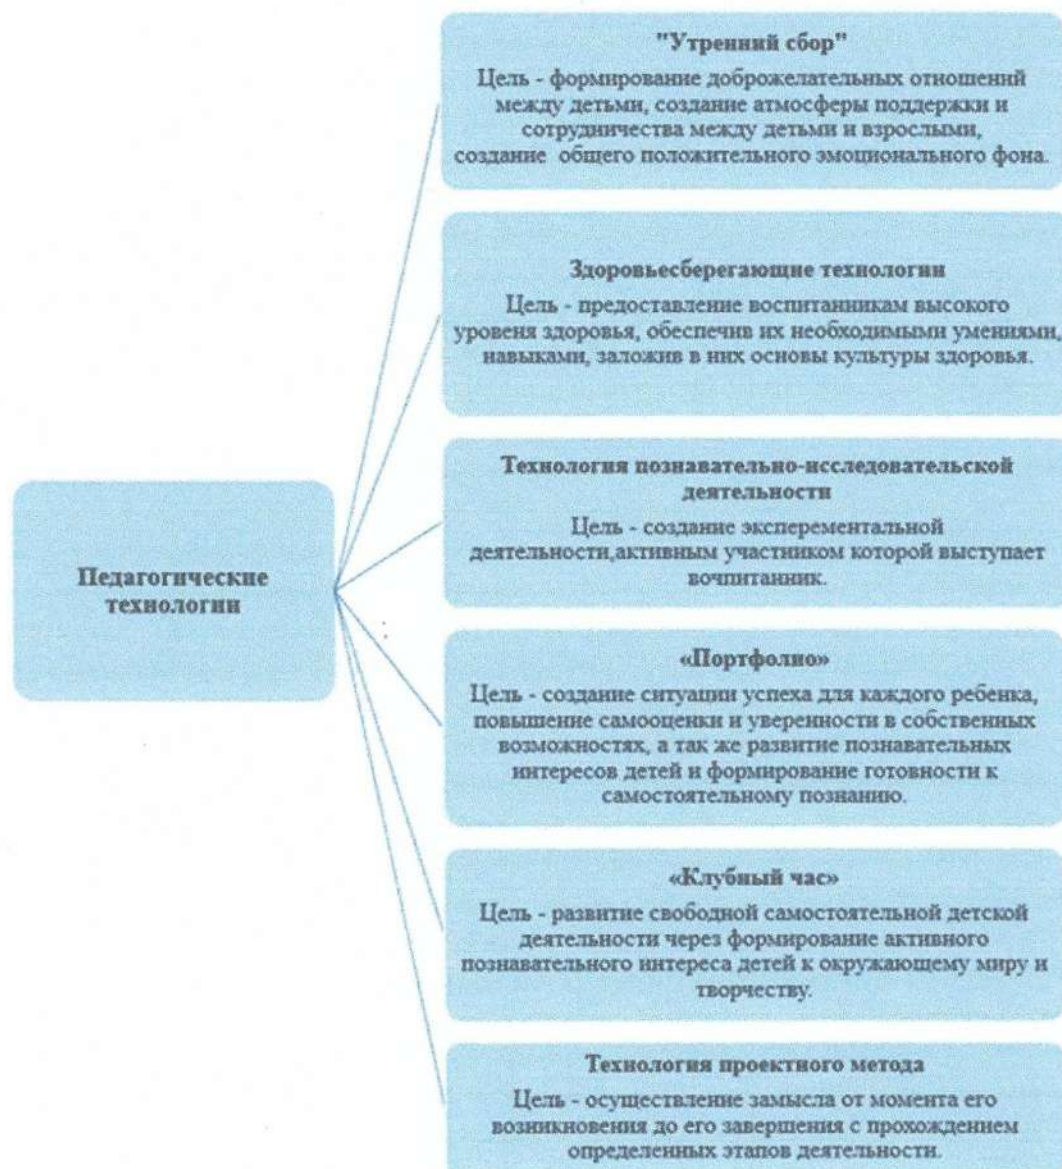 "Утренний сбор"
Цель - формирование доброжелательных отношений
между детьми, создание атмосферы поддержки и
сотрудничества между детьми и взрослыми,
создание общего положительного эмоционального фона.
Здоровьесберегающие технологии
Цель - предоставление воспитанникам высокого
уровеня здоровья, обеспечив их необходимыми умениями,
навыками, заложив в них основы культуры здоровья.
Технология познавательно-исследовательской
деятельности
Цель - создание эксперементальной
деятельности,активным участником которой выступает
вочпитанник.
Педагогические
технологии
«Портфолио»
Цель - создание ситуации успеха для каждого ребенка,
повышение самооценки и уверенности в собственных
возможностях, а так же развитие познавательных
интересов детей и формирование готовности к
самостоятельному познанию.
«Клубный час»
Цель - развитие свободной самостоятельной детской
деятельности через формирование активного
познавательного интереса детей к окружающему миру и
творчеству.
Технология проектного метода
Цель - осуществление замысла от момента его
возникновения до его завершения с прохождением
определенных этапов деятельности.